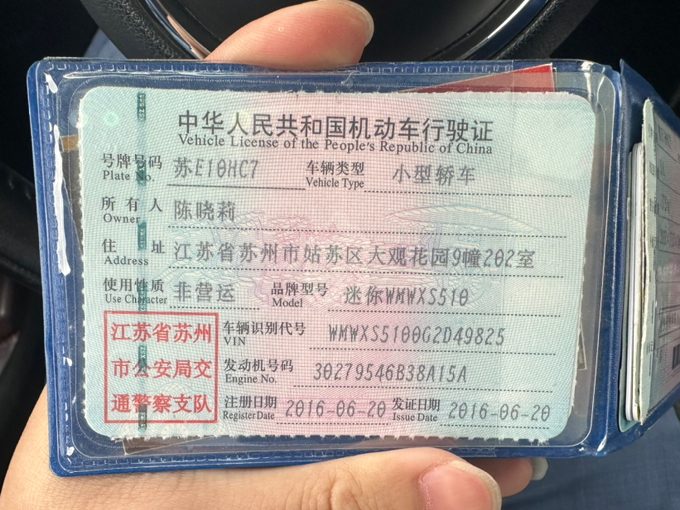 中华人民共和国机动车行驶证
Vehicle License of the People's Republic of China
号牌号码 苏E10HC7 车辆类型 小型轿车
Plate No. Vehicle Type
所有人 陈晓莉
Owner
住址 江苏省苏州市姑苏区大观花园9幢202室
Address
使用性质 非营运 品牌型号 迷你WMWXS510
Use Character Model
江苏省苏州
市公安局交
通警察支队
车辆识别代号 WMWXS5100G2D49825
VIN
发动机号码 30279546B38A15A
Engine No.
注册日期 2016-06-20 发证日期 2016-06-20
Register Date Issue Date